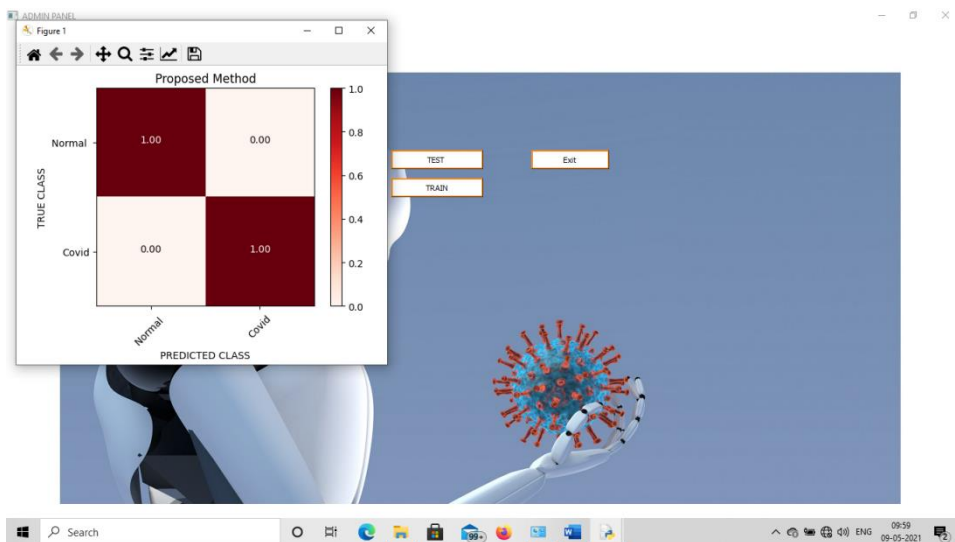 ADMIN PANEL
Figure 1
Proposed Method
Normal
1.00
0.00
Covid
0.00
1.00
TRUE CLASS
Normal
Covid
PREDICTED CLASS
1.0
0.8
0.6
0.4
0.2
0.0
TEST
Exit
TRAIN
Search
99+
ENG
09:59
09-05-2021
2